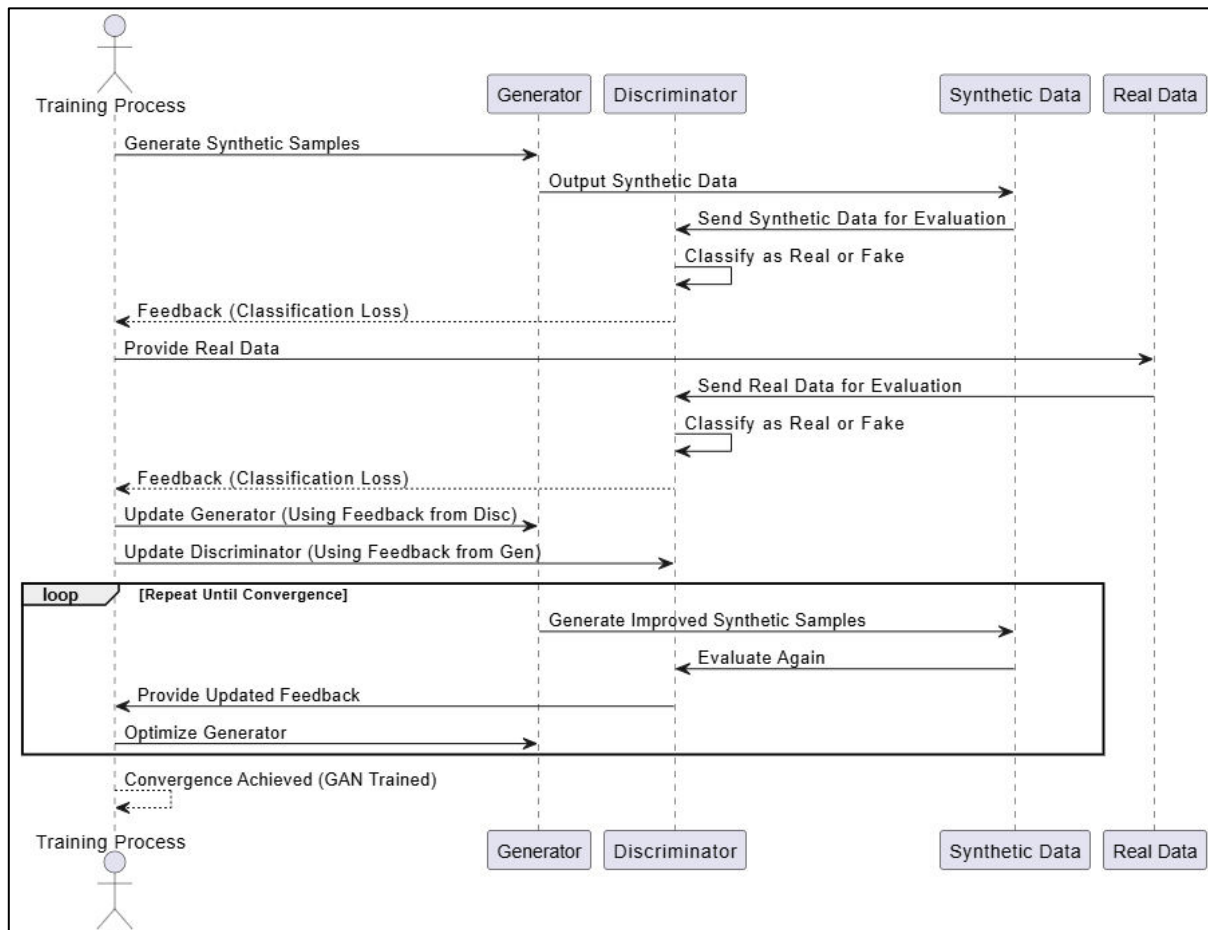 Training Process
Generator
Discriminator
Synthetic Data
Real Data
Generate Synthetic Samples
Output Synthetic Data
Send Synthetic Data for Evaluation
Classify as Real or Fake
Feedback (Classification Loss)
Provide Real Data
Send Real Data for Evaluation
Classify as Real or Fake
Feedback (Classification Loss)
Update Generator (Using Feedback from Disc)
Update Discriminator (Using Feedback from Gen)
loop
[Repeat Until Convergence]
Generate Improved Synthetic Samples
Evaluate Again
Provide Updated Feedback
Optimize Generator
Convergence Achieved (GAN Trained)
Training Process
Generator
Discriminator
Synthetic Data
Real Data